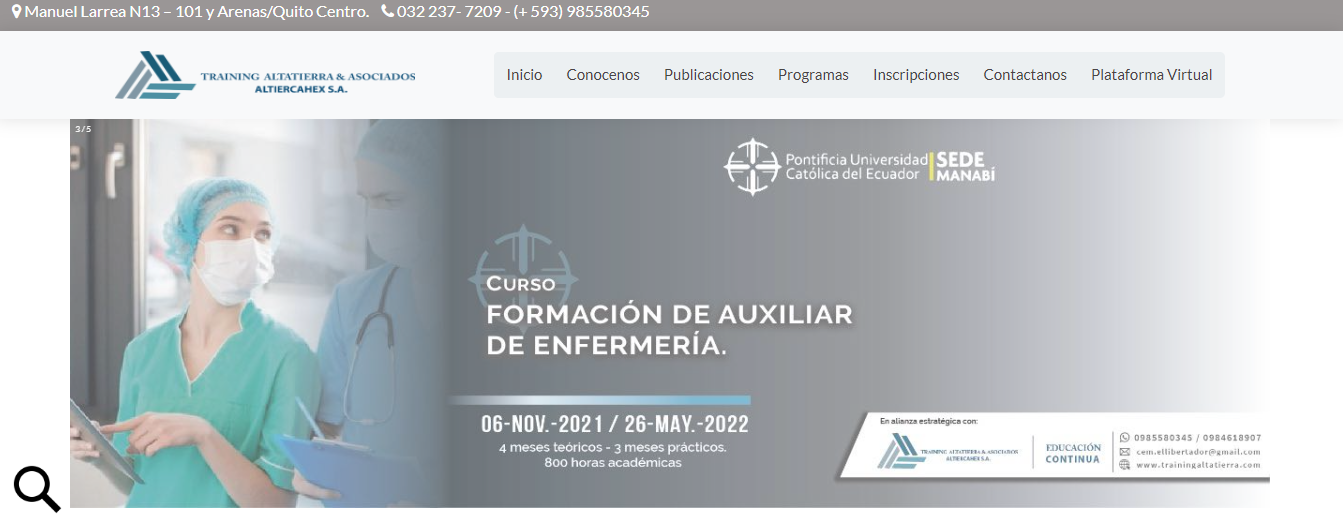 Manuel Larrea N13 – 101 y Arenas/Quito Centro. 032 237- 7209 - (+ 593) 985580345
TRAINING ALTATIERRA & ASOCIADOS
ALTIERCAHEX S.A.
Inicio Conocenos Publicaciones Programas Inscripciones Contactanos Plataforma Virtual
3/5
Pontificia Universidad
Católica del Ecuador
SEDE
MANABÍ
CURSO
FORMACIÓN DE AUXILIAR
DE ENFERMERÍA.
06-NOV.-2021 / 26-MAY.-2022
4 meses teóricos - 3 meses prácticos.
800 horas académicas
En alianza estratégica con:
TRAINING ALTATIERRA & ASOCIADOS
ALTIERCAHEX S.A.
EDUCACIÓN
CONTINUA
0985580345 / 0984618907
cem.ellibertador@gmail.com
www.trainingaltatierra.com